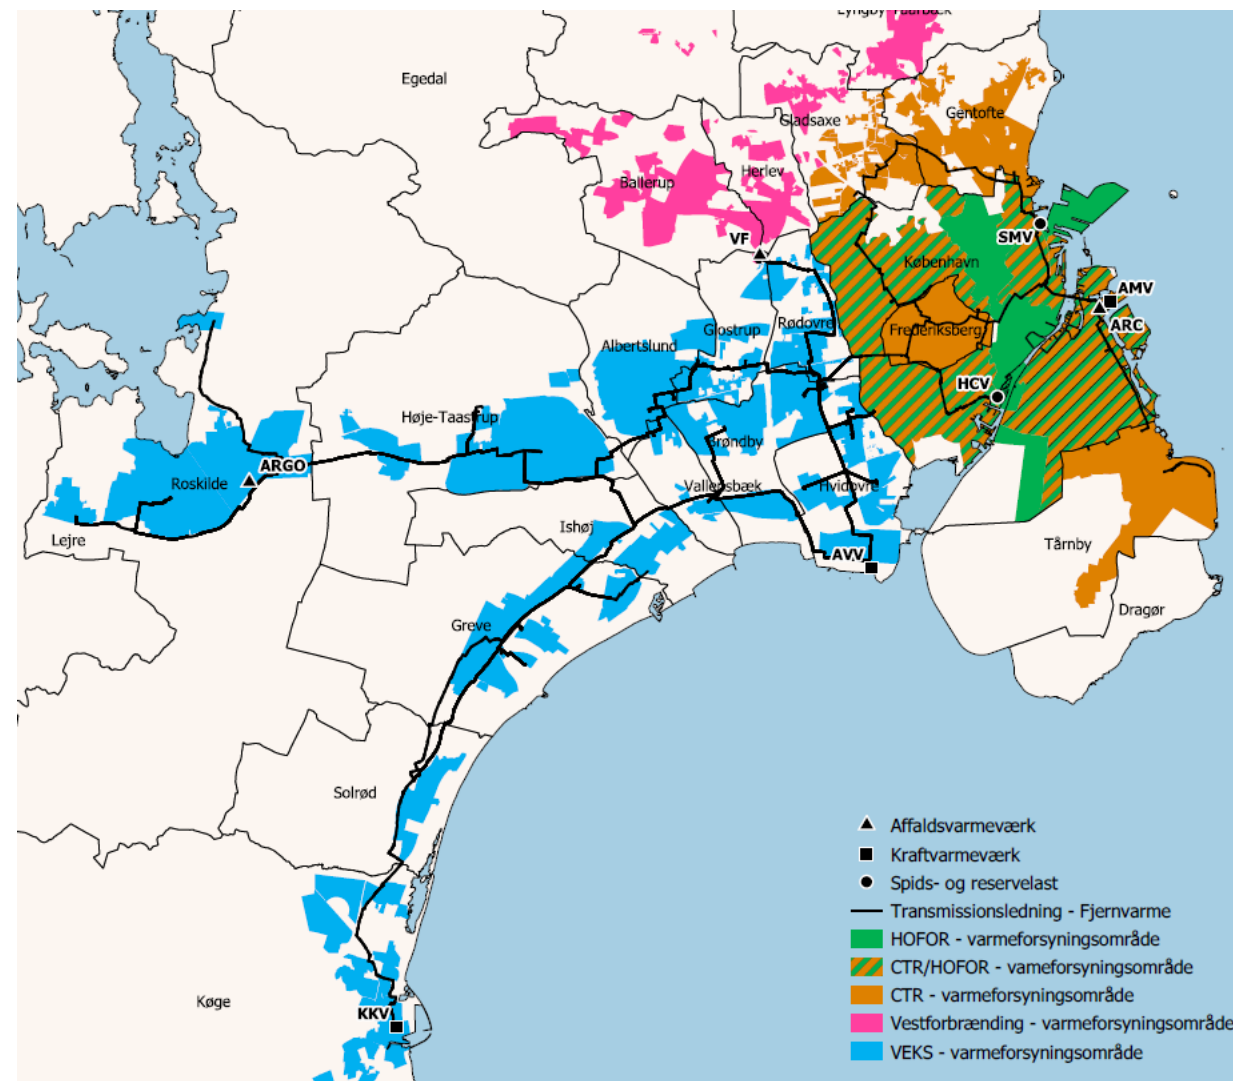 Lyngby-Taarbæk
Egedal
Gladsaxe
Gentofte
Ballerup
Herlev
VF
SMV
København
AMV
ARC
Glostrup
Rødovre
Frederiksberg
Albertslund
HCV
Høje-Taastrup
Brøndby
ARGO
Roskilde
Vallensbæk
Hvidovre
Ishøj
Lejre
AVV
Tårnby
Dragør
Greve
Solrød
Køge
KKV
Affaldsvarmeværk
Kraftvarmeværk
Spids- og reservelast
Transmissionsledning - Fjernvarme
HOFOR - varmeforsyningsområde
CTR/HOFOR - vameforsyningsområde
CTR - varmeforsyningsområde
Vestforbrænding - varmeforsyningsområde
VEKS - varmeforsyningsområde